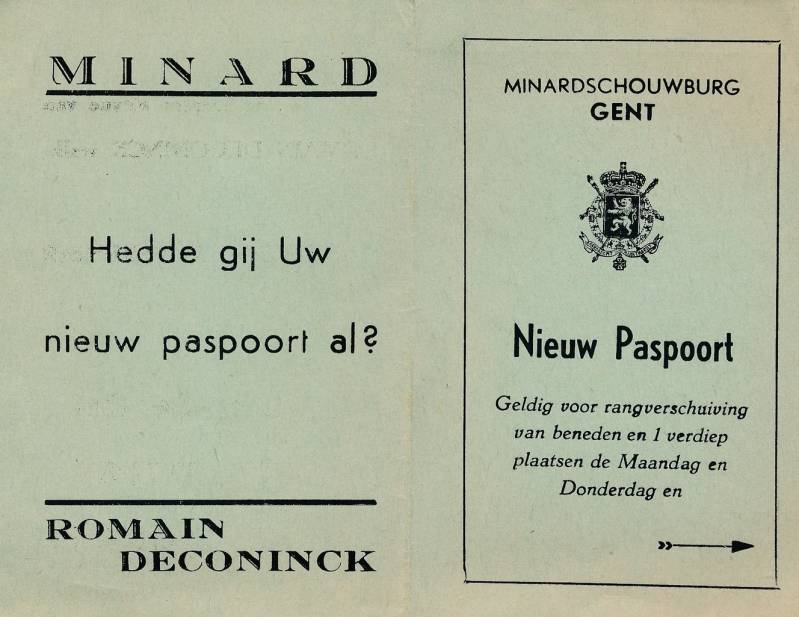 MINARD
Hedde gij Uw
nieuw paspoort al?
ROMAIN
DECONINCK
MINARDSCHOUWBURG
GENT
Nieuw Paspoort
Geldig voor rangverschuiving
van beneden en 1 verdiep
plaatsen de Maandag en
Donderdag en